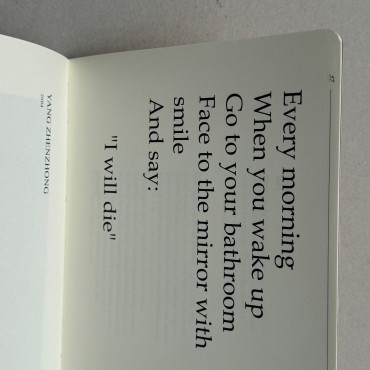 57
Every morning
When you wake up
Go to your bathroom
Face to the mirror with
smile
And say:
"I will die"
YANG ZHENZHONG
2004